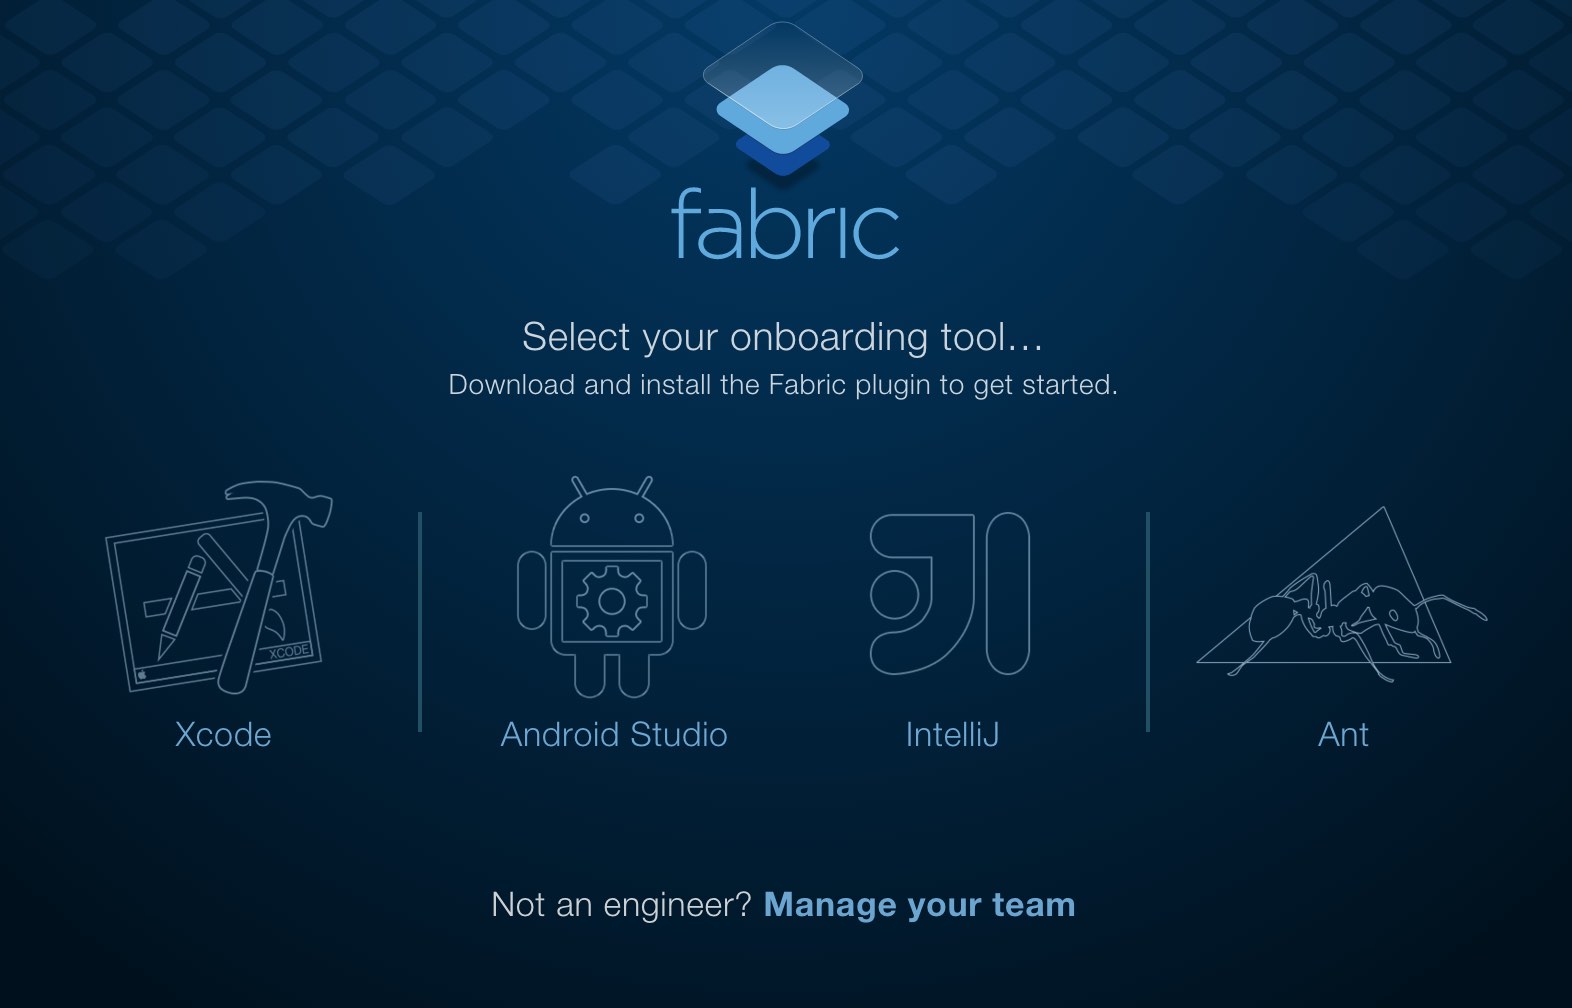 fabric
Select your onboarding tool...
Download and install the Fabric plugin to get started.
XCODE
Xcode
Android Studio
IntelliJ
Ant
Not an engineer? Manage your team